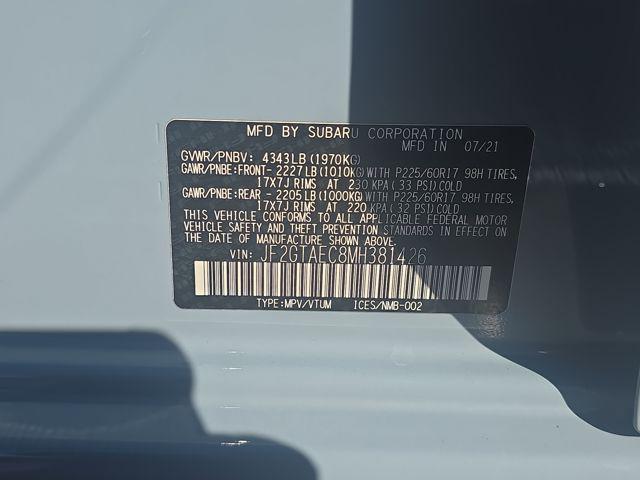 MFD BY SUBARU CORPORATION
MFD IN 07/21
GVWR/PNBV: 4343LB(1970KG)
GAWR/PNBE:FRONT- 2227LB(1010KG)WITH P225/60R17 98H TIRES,
17X7J RIMS AT 230 KPA(33 PSI)COLD
GAWR/PNBE:REAR - 2205LB(1000KG)WITH P225/60R17 98H TIRES,
17X7J RIMS AT 220 KPA(32 PSI)COLD
THIS VEHICLE CONFORMS TO ALL APPLICABLE FEDERAL MOTOR
VEHICLE SAFETY AND BUMPER STANDARDS IN EFFECT ON
THE DATE OF MANUFACTURE SHOWN ABOVE.
VIN: JF2GTAEC8MH381426
TYPE:MPV/VTUM ICES/NMB-002